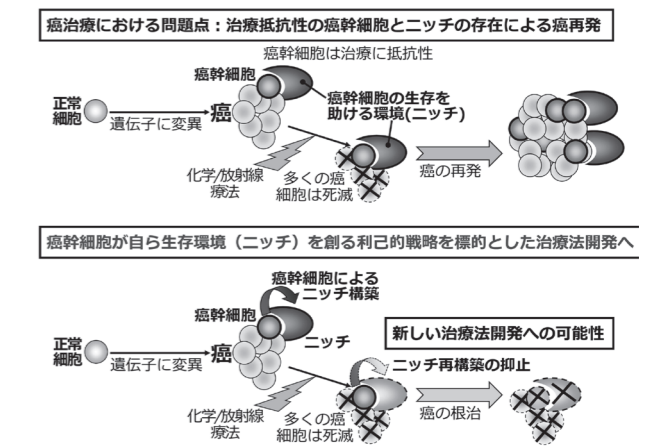 癌治療における問題点：治療抵抗性の癌幹細胞とニッチの存在による癌再発
癌幹細胞は治療に抵抗性
癌幹細胞
正常
細胞
遺伝子に変異
癌
癌幹細胞の生存を
助ける環境(ニッチ)
化学/放射線
療法
多くの癌
細胞は死滅
癌の再発
癌幹細胞が自ら生存環境（ニッチ）を創る利己的戦略を標的とした治療法開発へ
癌幹細胞による
ニッチ構築
癌幹細胞
ニッチ
正常
細胞
遺伝子に変異
癌
新しい治療法開発への可能性
ニッチ再構築の抑止
化学/放射線
療法
多くの癌
細胞は死滅
癌の根治